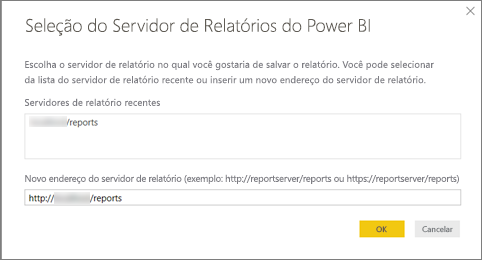 Seleção do Servidor de Relatórios do Power BI
Escolha o servidor de relatório no qual você gostaria de salvar o relatório. Você pode selecionar
da lista do servidor de relatório recente ou inserir um novo endereço do servidor de relatório.
Servidores de relatório recentes
/reports
Novo endereço do servidor de relatório (exemplo: http://reportserver/reports ou https://reportserver/reports)
http:// /reports
OK
Cancelar